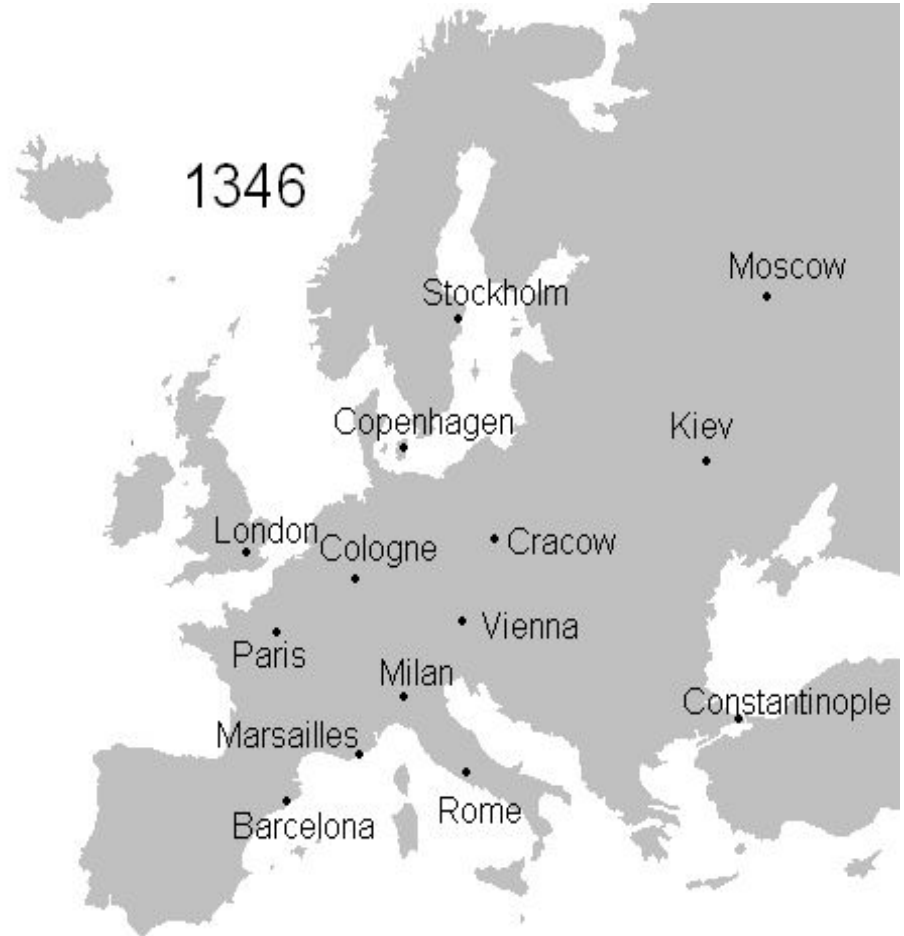 1346
Moscow
Stockholm
Copenhagen
Kiev
London
Cologne
Cracow
Vienna
Paris
Milan
Constantinople
Marsailles
Rome
Barcelona